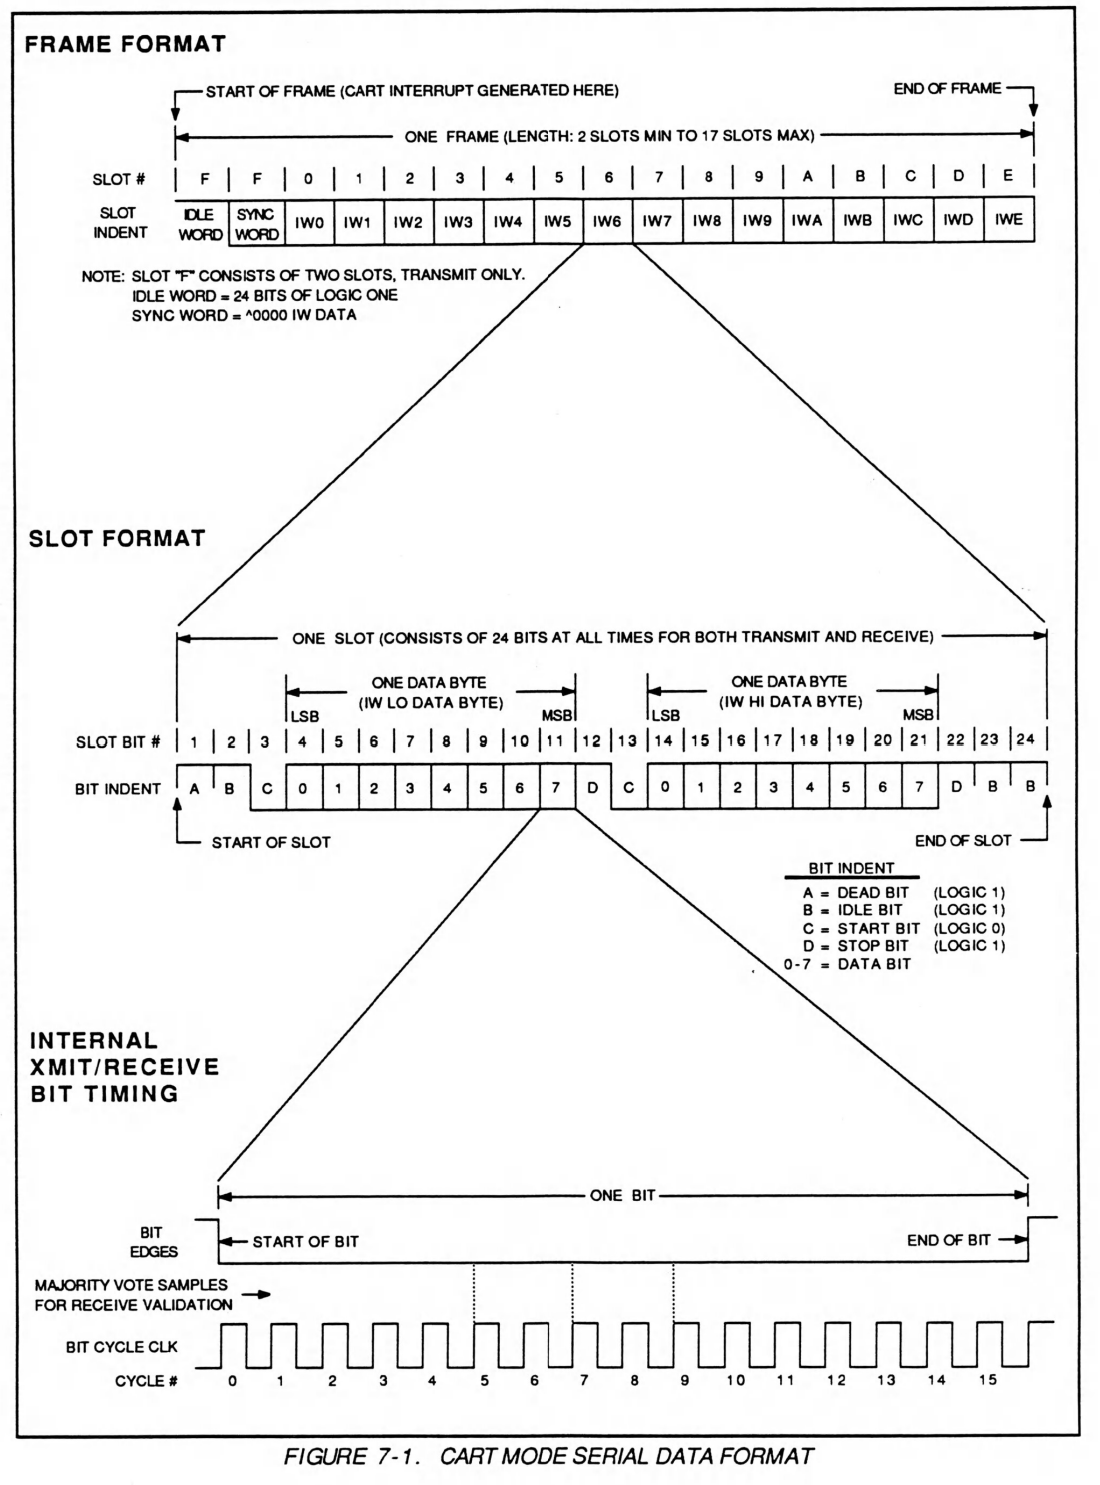 FRAME FORMAT
START OF FRAME (CART INTERRUPT GENERATED HERE)
END OF FRAME
ONE FRAME (LENGTH: 2 SLOTS MIN TO 17 SLOTS MAX)
SLOT # F F 0 1 2 3 4 5 6 7 8 9 A B C D E
SLOT INDENT IDLE WORD SYNC WORD IW0 IW1 IW2 IW3 IW4 IW5 IW6 IW7 IW8 IW9 IWA IWB IWC IWD IWE
NOTE: SLOT "F" CONSISTS OF TWO SLOTS, TRANSMIT ONLY.
IDLE WORD = 24 BITS OF LOGIC ONE
SYNC WORD = ^0000 IW DATA
SLOT FORMAT
ONE SLOT (CONSISTS OF 24 BITS AT ALL TIMES FOR BOTH TRANSMIT AND RECEIVE)
ONE DATA BYTE
(IW LO DATA BYTE)
ONE DATA BYTE
(IW HI DATA BYTE)
LSB MSB LSB MSB
SLOT BIT # 1 2 3 4 5 6 7 8 9 10 11 12 13 14 15 16 17 18 19 20 21 22 23 24
BIT INDENT A B C 0 1 2 3 4 5 6 7 D C 0 1 2 3 4 5 6 7 D B B
START OF SLOT
END OF SLOT
BIT INDENT
A = DEAD BIT (LOGIC 1)
B = IDLE BIT (LOGIC 1)
C = START BIT (LOGIC 0)
D = STOP BIT (LOGIC 1)
0-7 = DATA BIT
INTERNAL
XMIT/RECEIVE
BIT TIMING
ONE BIT
BIT
EDGES
START OF BIT
END OF BIT
MAJORITY VOTE SAMPLES
FOR RECEIVE VALIDATION
BIT CYCLE CLK
CYCLE # 0 1 2 3 4 5 6 7 8 9 10 11 12 13 14 15
FIGURE 7-1. CART MODE SERIAL DATA FORMAT